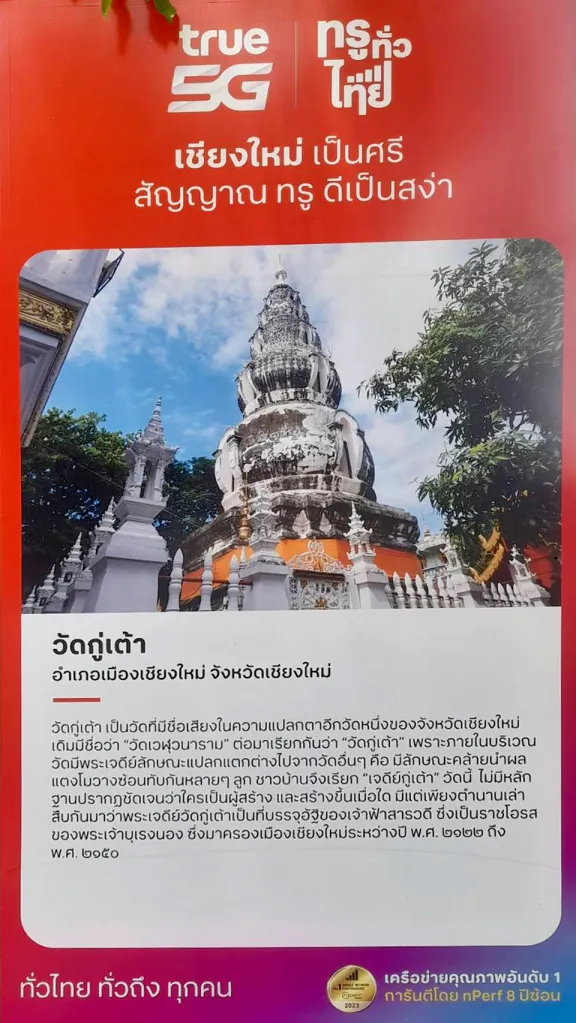 true
5G
ทรูทั่ว
ไทย
เชียงใหม่ เป็นศรี
สัญญาณ ทรู ดีเป็นสง่า
วัดกู่เต้า
อำเภอเมืองเชียงใหม่ จังหวัดเชียงใหม่
วัดกู่เต้า เป็นวัดที่มีชื่อเสียงในความแปลกตาอีกวัดหนึ่งของจังหวัดเชียงใหม่
เดิมมีชื่อว่า "วัดเวฬุวนาราม" ต่อมาเรียกกันว่า "วัดกู่เต้า" เพราะภายในบริเวณ
วัดมีพระเจดีย์ลักษณะแปลกแตกต่างไปจากวัดอื่นๆ คือ มีลักษณะคล้ายนำผล
แตงโมวางซ้อนทับกันหลายๆ ลูก ชาวบ้านจึงเรียก "เจดีย์กู่เต้า" วัดนี้ ไม่มีหลัก
ฐานปรากฏชัดเจนว่าใครเป็นผู้สร้าง และสร้างขึ้นเมื่อใด มีแต่เพียงตำนานเล่า
สืบกันมาว่าพระเจดีย์วัดกู่เต้าเป็นที่บรรจุอัฐิของเจ้าฟ้าสารวดี ซึ่งเป็นราชโอรส
ของพระเจ้าบุเรงนอง ซึ่งมาครองเมืองเชียงใหม่ระหว่างปี พ.ศ. ๒๑๒๒ ถึง
พ.ศ. ๒๑๕๐
ทั่วไทย ทั่วถึง ทุกคน
2023
เครือข่ายคุณภาพอันดับ 1
การันตีโดย nPerf 8 ปีซ้อน